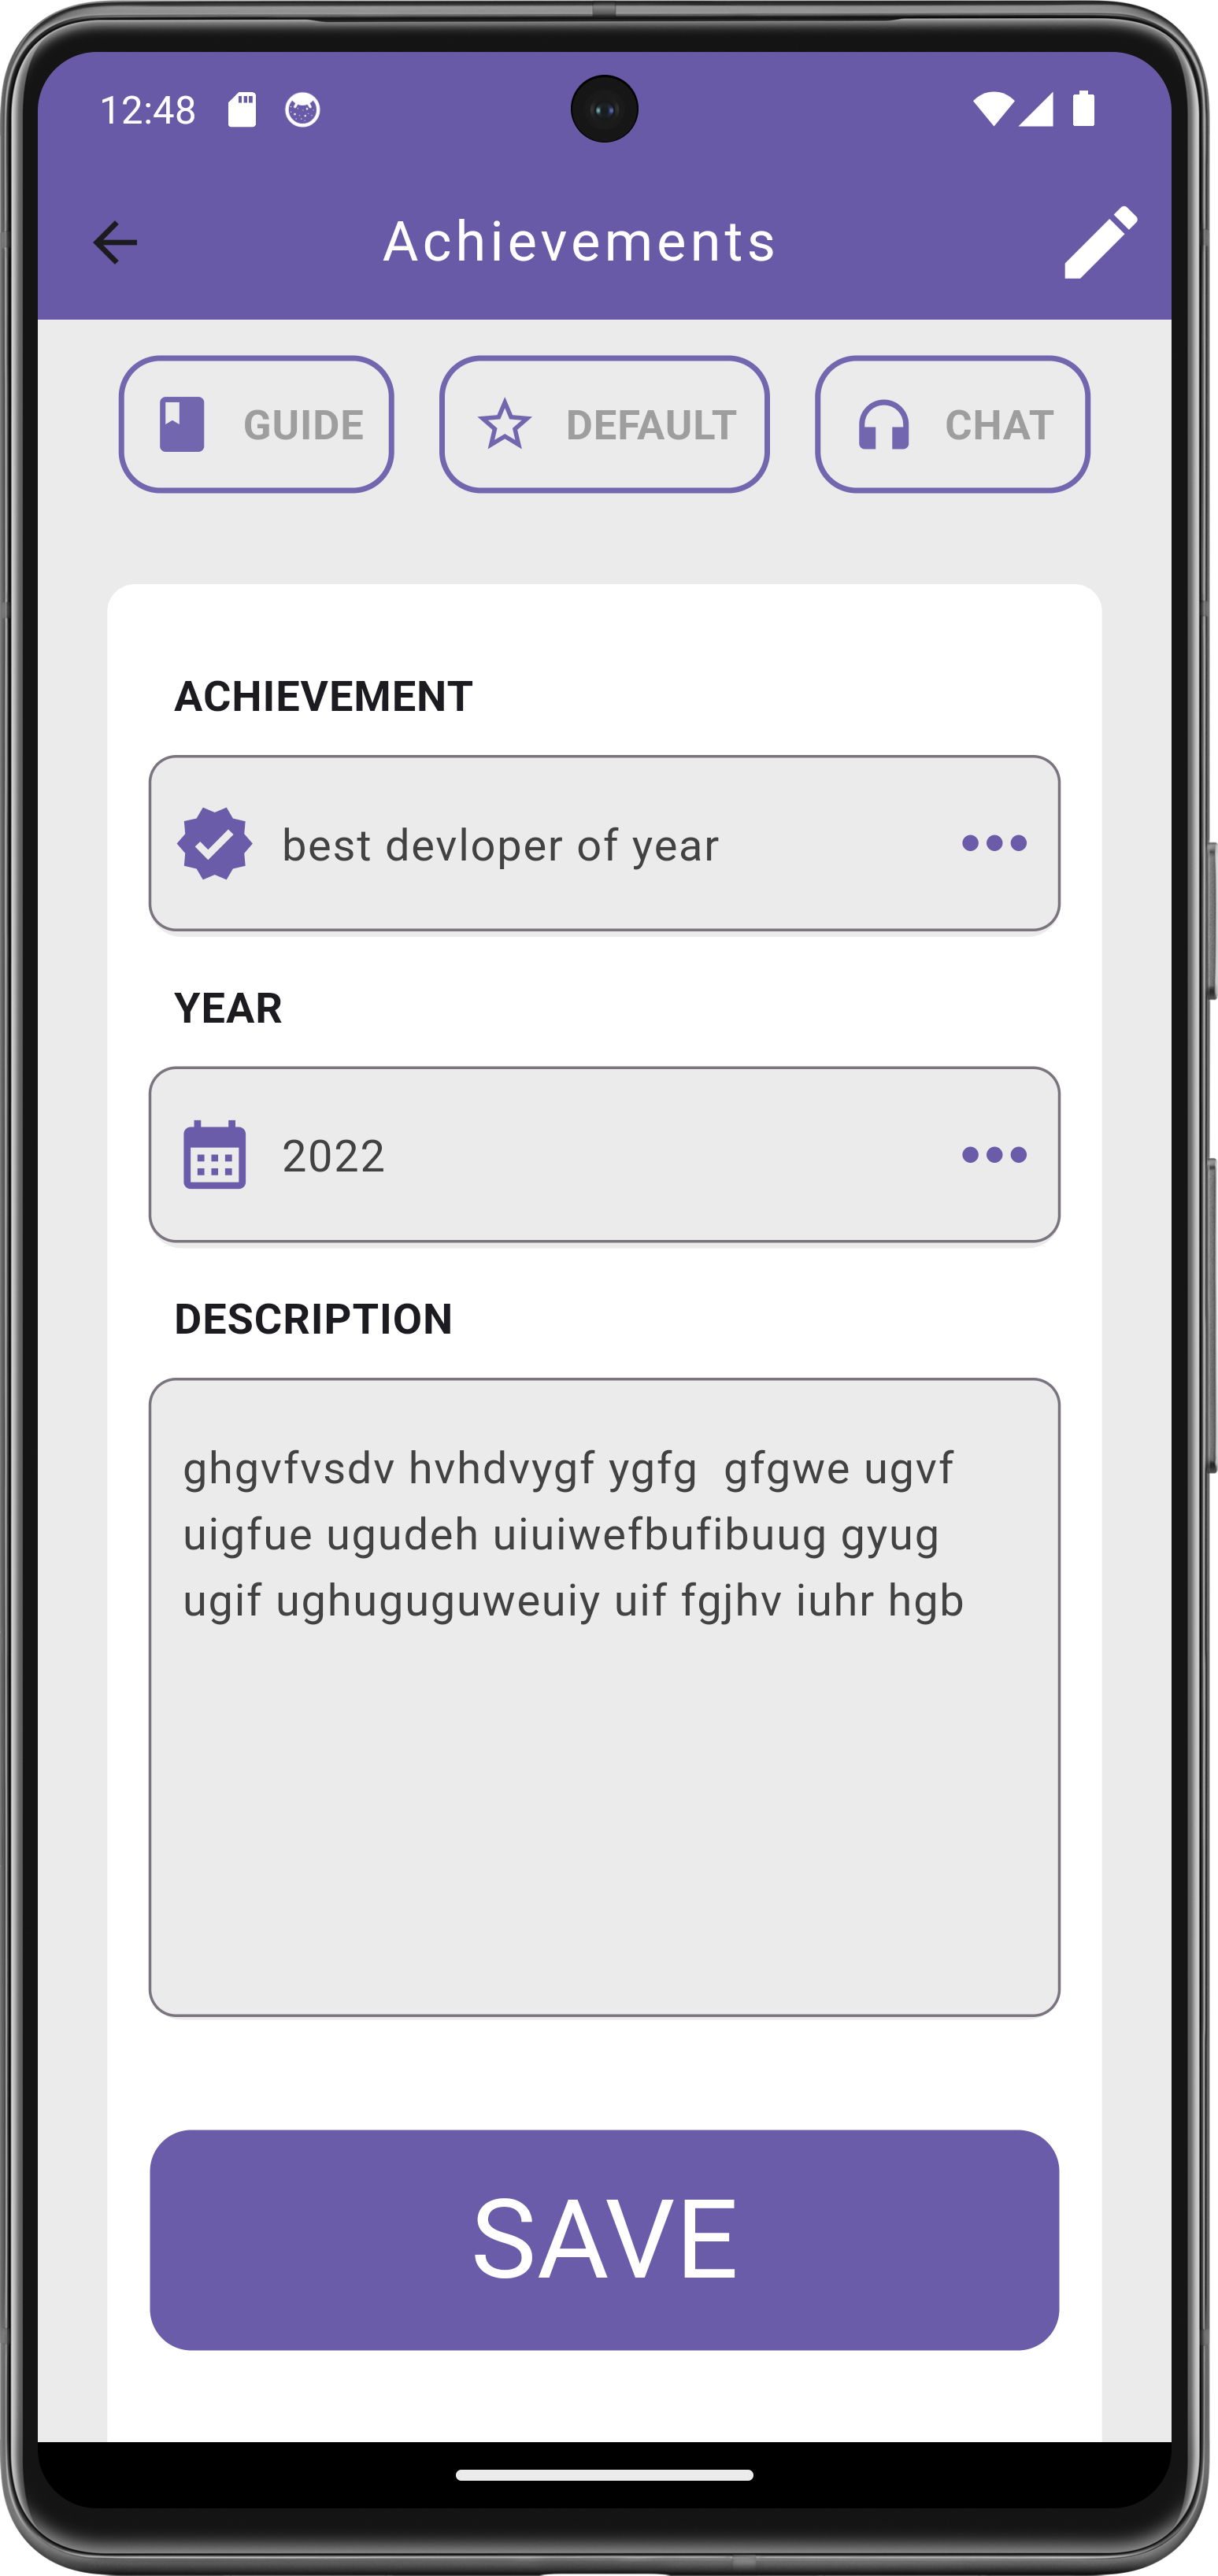 12:48
Achievements
GUIDE DEFAULT CHAT
ACHIEVEMENT
best devloper of year
YEAR
2022
DESCRIPTION
ghgvfvsdv hvhdvygf ygfg  gfgwe ugvf
uigfue ugudeh uiuiwefbufibuug gyug
ugif ughuguguweuiy uif fgjhv iuhr hgb
SAVE